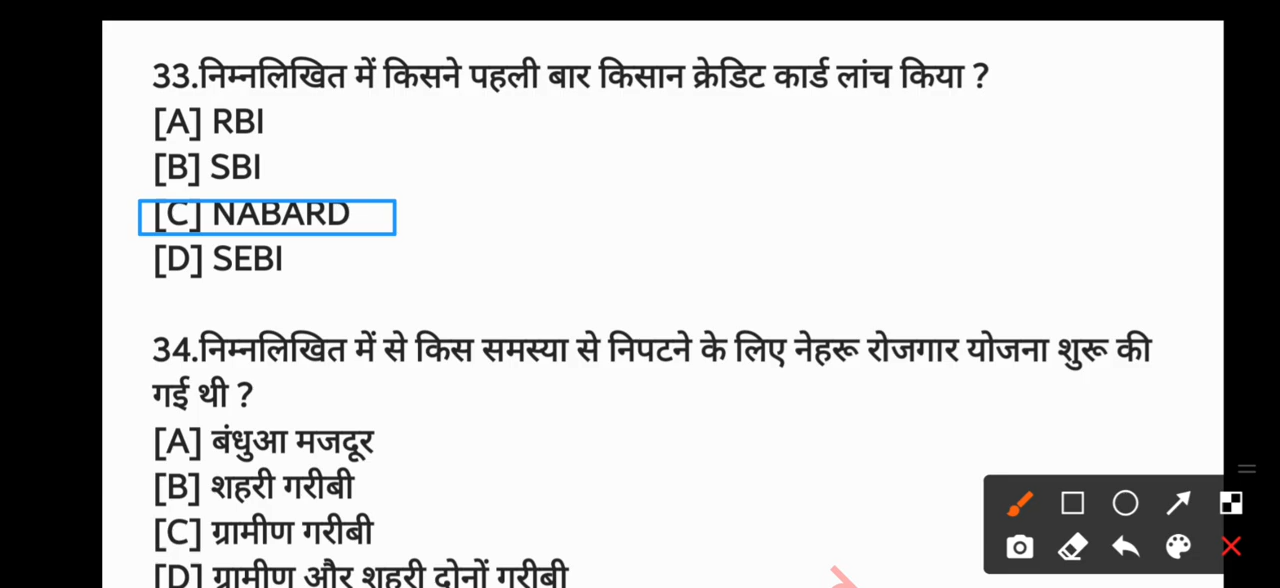 33.निम्नलिखित में किसने पहली बार किसान क्रेडिट कार्ड लांच किया ?
[A] RBI
[B] SBI
[C] NABARD
[D] SEBI
34.निम्नलिखित में से किस समस्या से निपटने के लिए नेहरू रोजगार योजना शुरू की
गई थी ?
[A] बंधुआ मजदूर
[B] शहरी गरीबी
[C] ग्रामीण गरीबी
[D] ग्रामीण और शहरी दोनों गरीबी